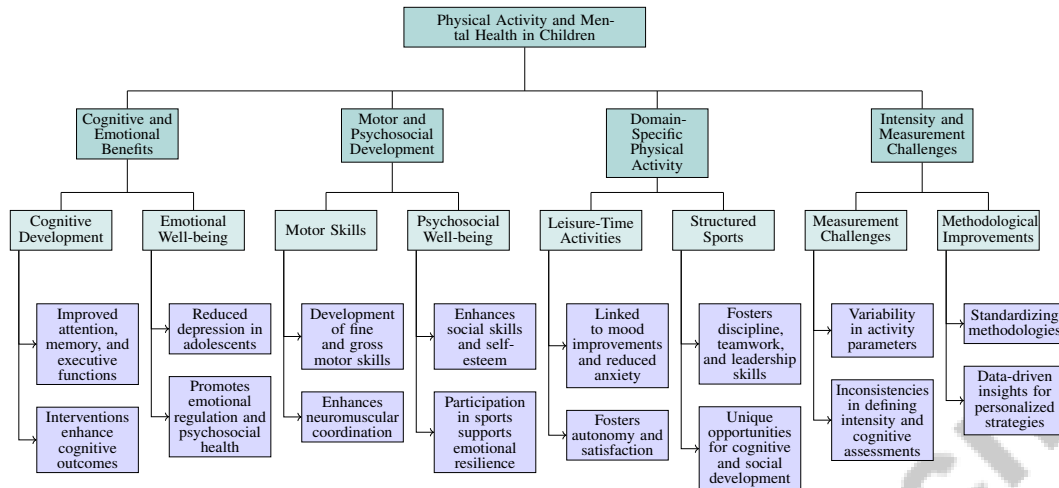 Physical Activity and Men-
tal Health in Children
Cognitive and
Emotional
Benefits
Motor and
Psychosocial
Development
Domain-
Specific
Physical
Activity
Intensity and
Measurement
Challenges
Cognitive
Development
Emotional
Well-being
Motor Skills
Psychosocial
Well-being
Leisure-Time
Activities
Structured
Sports
Measurement
Challenges
Methodological
Improvements
Improved
attention,
memory, and
executive
functions
Interventions
enhance
cognitive
outcomes
Reduced
depression in
adolescents
Promotes
emotional
regulation and
psychosocial
health
Development
of fine
and gross
motor skills
Enhances
neuromuscular
coordination
Enhances
social skills
and self-
esteem
Participation
in sports
supports
emotional
resilience
Linked
to mood
improvements
and reduced
anxiety
Fosters
autonomy and
satisfaction
Fosters
discipline,
teamwork,
and leadership
skills
Unique
opportunities
for cognitive
and social
development
Variability
in activity
parameters
Inconsistencies
in defining
intensity and
cognitive
assessments
Standardizing
methodologies
Data-driven
insights for
personalized
strategies